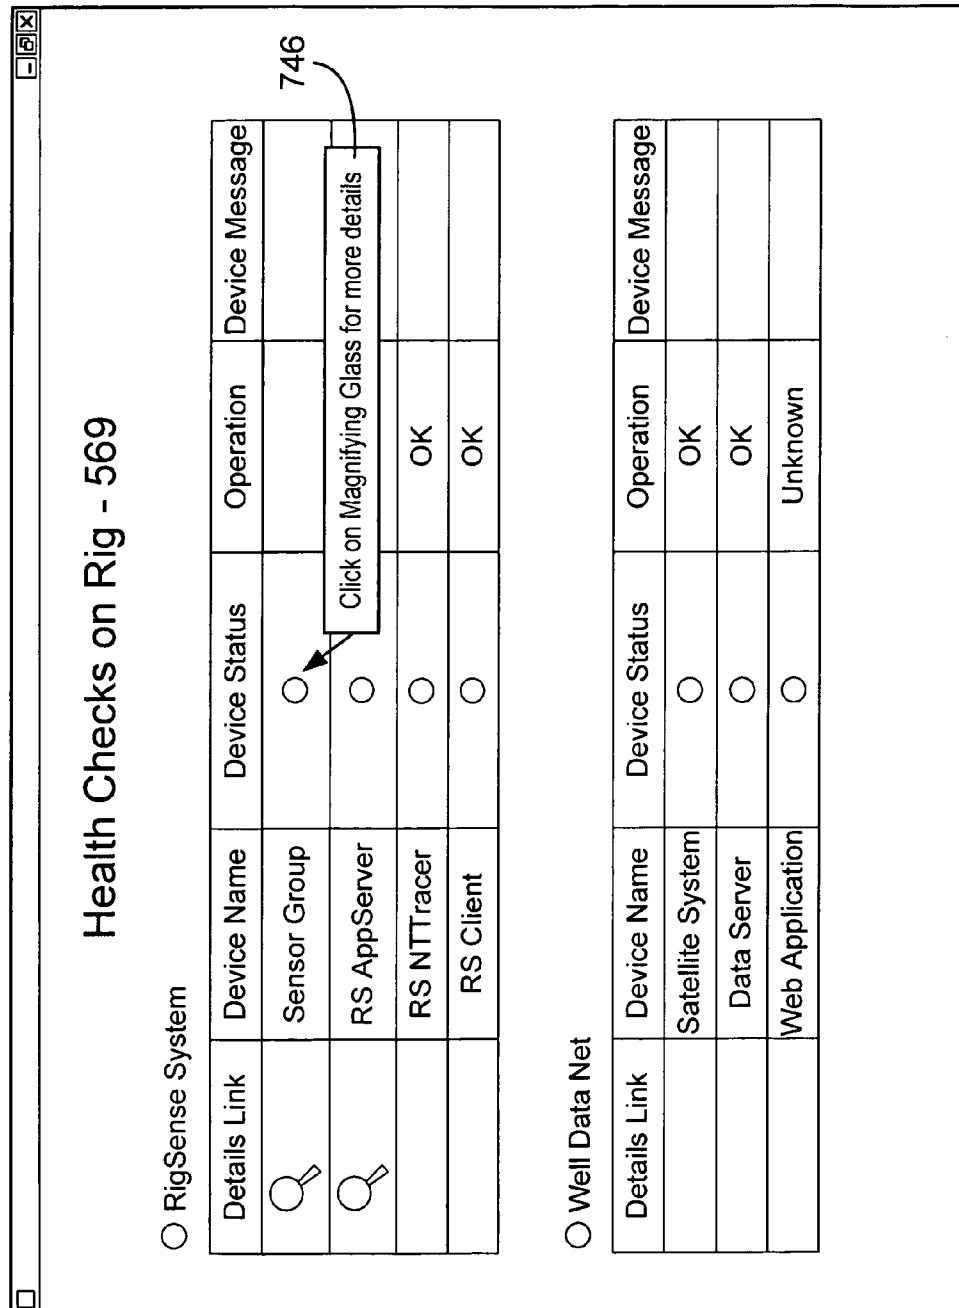 Health Checks on Rig - 569
746
RigSense System
Details Link Device Name Device Status Operation Device Message
Sensor Group
Click on Magnifying Glass for more details
RS AppServer
RS NTTracer OK
RS Client OK
Well Data Net
Details Link Device Name Device Status Operation Device Message
Satellite System OK
Data Server OK
Web Application Unknown